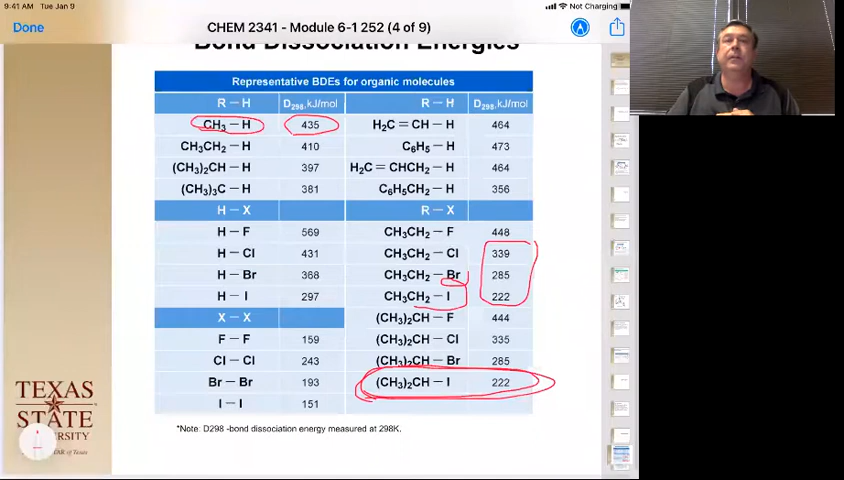 9:41 AM Tue Jan 9
Not Charging
Done
CHEM 2341 - Module 6-1 252 (4 of 9)
Bond Dissociation Energies
Representative BDEs for organic molecules
R – H D298,kJ/mol R – H D298,kJ/mol
CH3 – H 435 H2C = CH – H 464
CH3CH2 – H 410 C6H5 – H 473
(CH3)2CH – H 397 H2C = CHCH2 – H 464
(CH3)3C – H 381 C6H5CH2 – H 356
H – X R – X
H – F 569 CH3CH2 – F 448
H – Cl 431 CH3CH2 – Cl 339
H – Br 368 CH3CH2 – Br 285
H – I 297 CH3CH2 – I 222
X – X (CH3)2CH – F 444
F – F 159 (CH3)2CH – Cl 335
Cl – Cl 243 (CH3)2CH – Br 285
Br – Br 193 (CH3)2CH – I 222
I – I 151
*Note: D298 -bond dissociation energy measured at 298K.
TEXAS
STATE